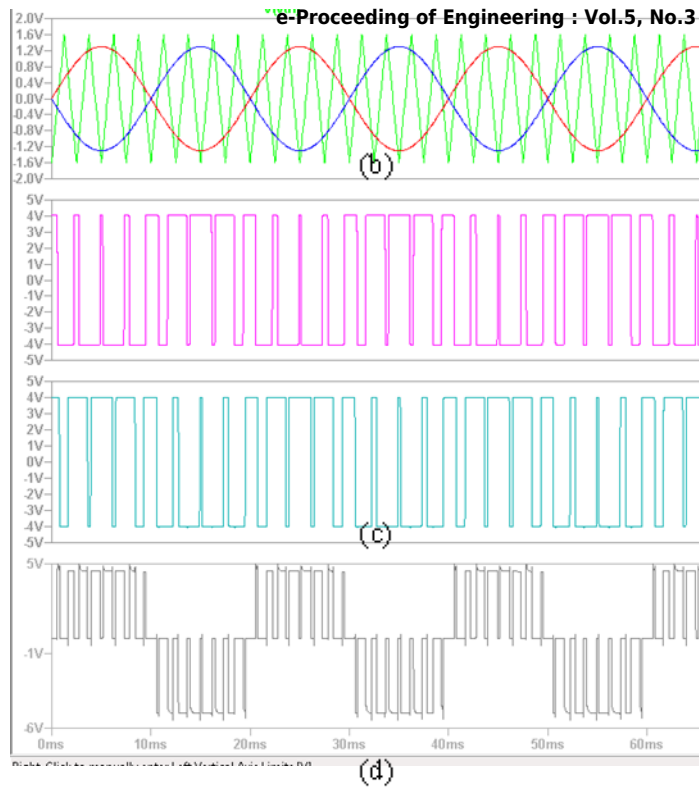 e-Proceeding of Engineering : Vol.5, No.3
2.0V
1.6V
1.2V
0.8V
0.4V
0.0V
-0.4V
-0.8V
-1.2V
-1.6V
-2.0V
(b)
5V
4V
3V
2V
1V
0V
-1V
-2V
-3V
-4V
-5V
5V
4V
3V
2V
1V
0V
-1V
-2V
-3V
-4V
-5V
(c)
5V
-1V
-6V
0ms 10ms 20ms 30ms 40ms 50ms 60ms
(d)